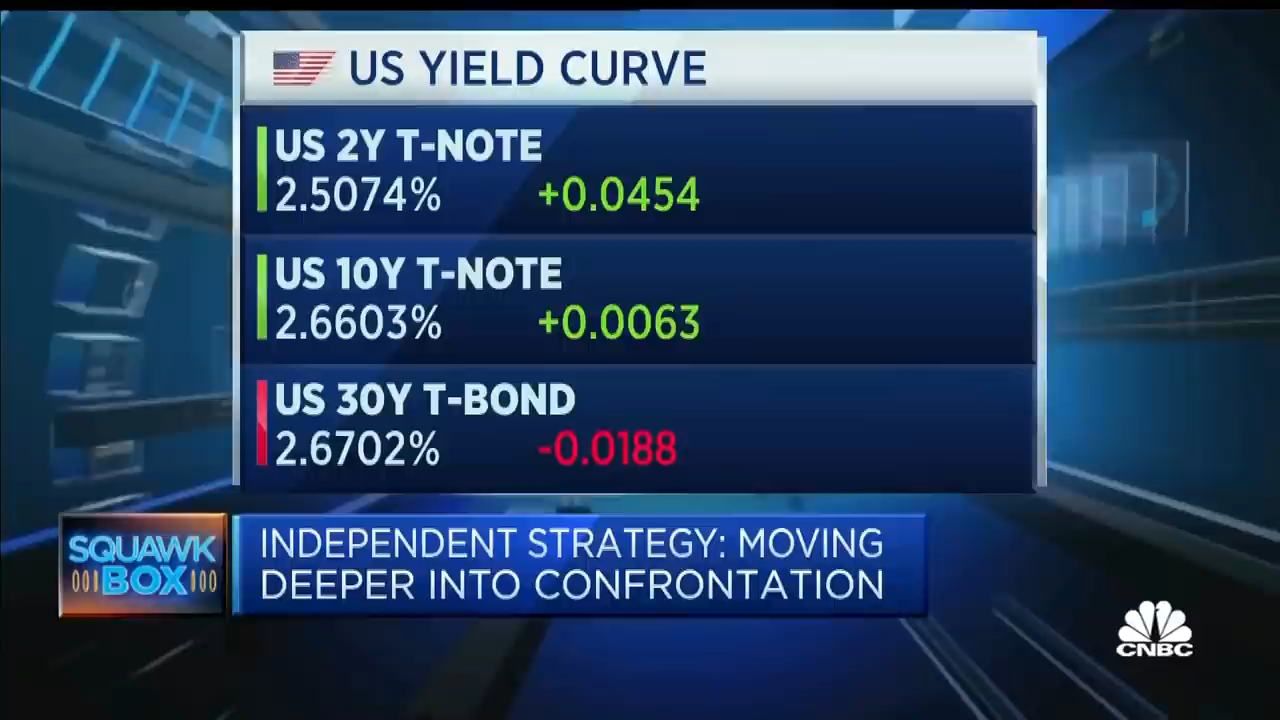 US YIELD CURVE
US 2Y T-NOTE
2.5074% +0.0454
US 10Y T-NOTE
2.6603% +0.0063
US 30Y T-BOND
2.6702% -0.0188
SQUAWK
BOX
INDEPENDENT STRATEGY: MOVING
DEEPER INTO CONFRONTATION
CNBC